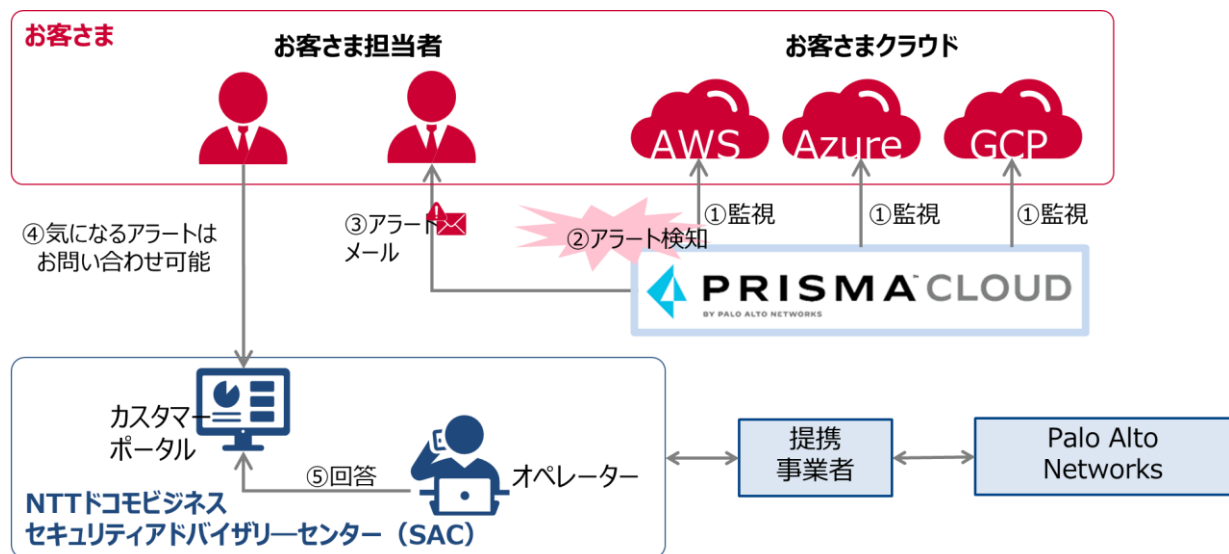 お客さま
お客さま担当者
お客さまクラウド
AWS
Azure
GCP
④気になるアラートは
お問い合わせ可能
③アラート
メール
②アラート検知
①監視
①監視
①監視
PRISMA™ CLOUD
BY PALO ALTO NETWORKS
カスタマー
ポータル
⑤回答
オペレーター
NTTドコモビジネス
セキュリティアドバイザリーセンター（SAC）
提携
事業者
Palo Alto
Networks